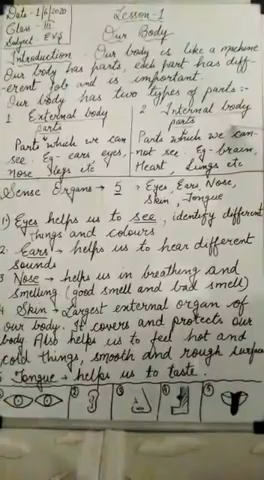 Date - 1/6/2020
Class - III
Subject EVS
Lesson-1
Our Body
Introduction. Our body is like a machine
Our body has parts, each part has diff-
erent job and is important.
Our body has two types of parts:-
1 External body parts
Parts which we can
see. Eg- ears eyes,
nose legs etc
2 Internal body parts
Parts which we can-
not see. Eg- brain,
Heart, Lungs etc
Sense Organs → 5 : Eyes, Ears, Nose,
Skin, Tongue
1) Eyes helps us to see, identify different
things and colours
2. Ears → helps us to hear different
sounds
3 Nose → helps us in breathing and
smelling (good smell and bad smell)
4 Skin → Largest external organ of
our body. It covers and protects our
body Also helps us to feel hot and
cold things, smooth and rough surface
Tongue → helps us to taste.
2
3
4
5